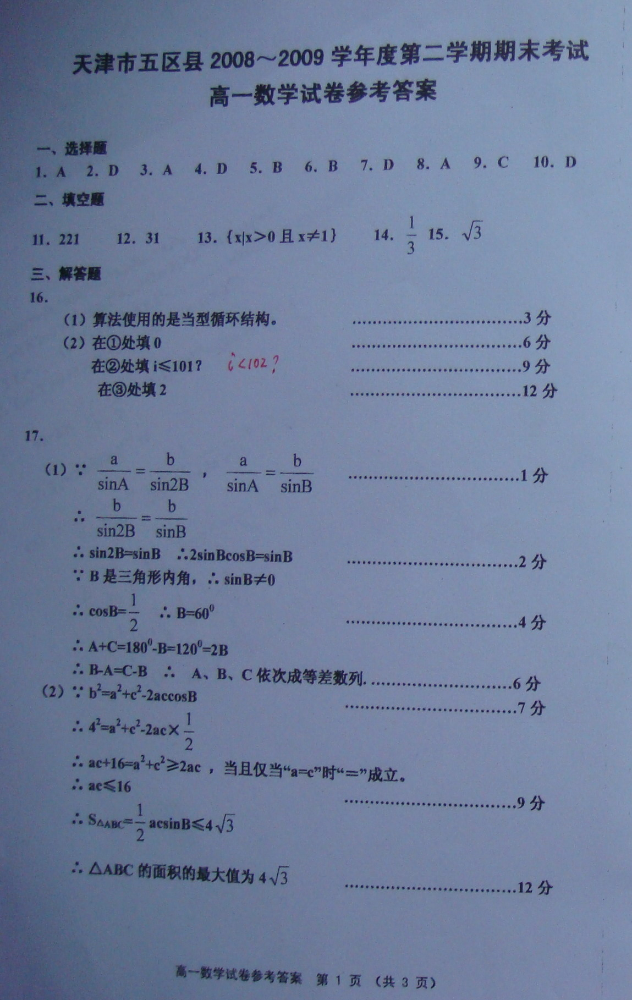 天津市五区县 2008～2009 学年度第二学期期末考试
高一数学试卷参考答案
一、选择题
1. A 2. D 3. A 4. D 5. B 6. B 7. D 8. A 9. C 10. D
二、填空题
11. 221 12. 31 13. {x|x>0 且 x≠1} 14. 1/3 15. √3
三、解答题
16.
（1）算法使用的是当型循环结构。 ……………………………3 分
（2）在①处填 0 ……………………………6 分
在②处填 i≤101? i<102? ……………………………9 分
在③处填 2 ……………………………12 分
17.
（1）∵ a/sinA = b/sin2B ， a/sinA = b/sinB ……………………………1 分
∴ b/sin2B = b/sinB
∴ sin2B=sinB ∴2sinBcosB=sinB ……………………………2 分
∵ B 是三角形内角，∴ sinB≠0
∴ cosB=1/2 ∴ B=60⁰ ……………………………4 分
∴ A+C=180⁰-B=120⁰=2B
∴ B-A=C-B ∴ A、B、C 依次成等差数列. ………………………6 分
（2）∵ b²=a²+c²-2accosB ……………………………7 分
∴ 4²=a²+c²-2ac×1/2
∴ ac+16=a²+c²≥2ac ，当且仅当“a=c”时“=”成立。
∴ ac≤16 ……………………………9 分
∴ S△ABC=1/2 acsinB≤4√3
∴ △ABC 的面积的最大值为 4√3 ……………………………12 分
高一数学试卷参考答案 第 1 页 （共 3 页）